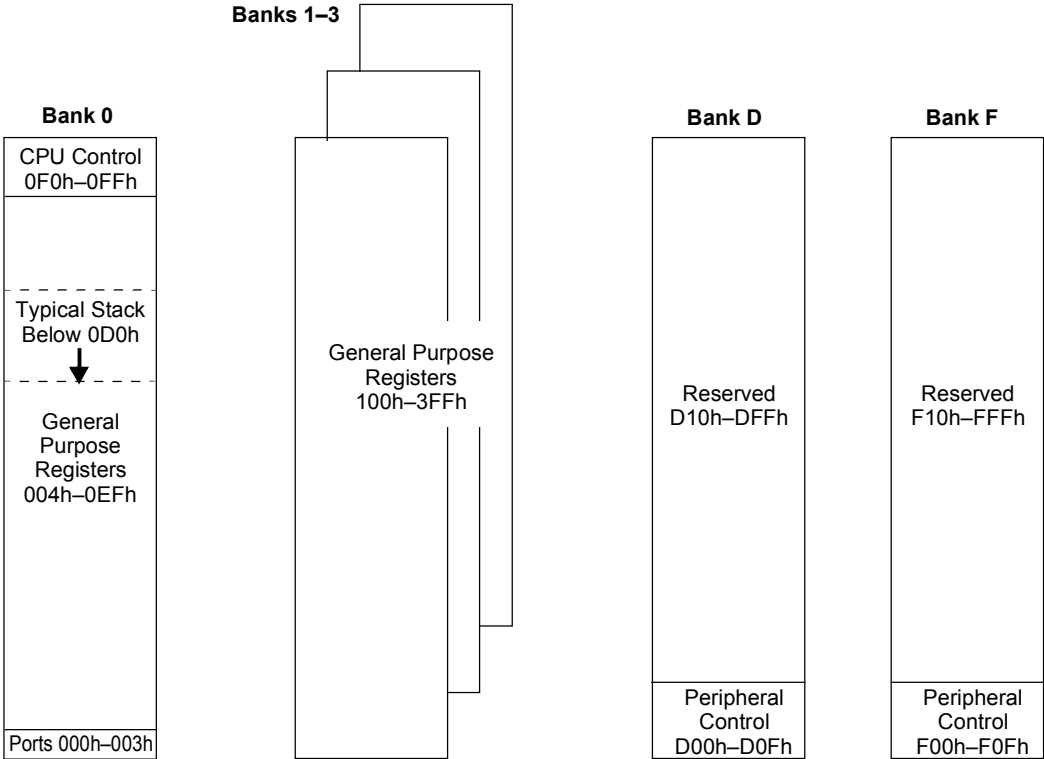 Banks 1–3
Bank 0
CPU Control
0F0h–0FFh
Typical Stack
Below 0D0h
General
Purpose
Registers
004h–0EFh
Ports 000h–003h
General Purpose
Registers
100h–3FFh
Bank D
Reserved
D10h–DFFh
Peripheral
Control
D00h–D0Fh
Bank F
Reserved
F10h–FFFh
Peripheral
Control
F00h–F0Fh